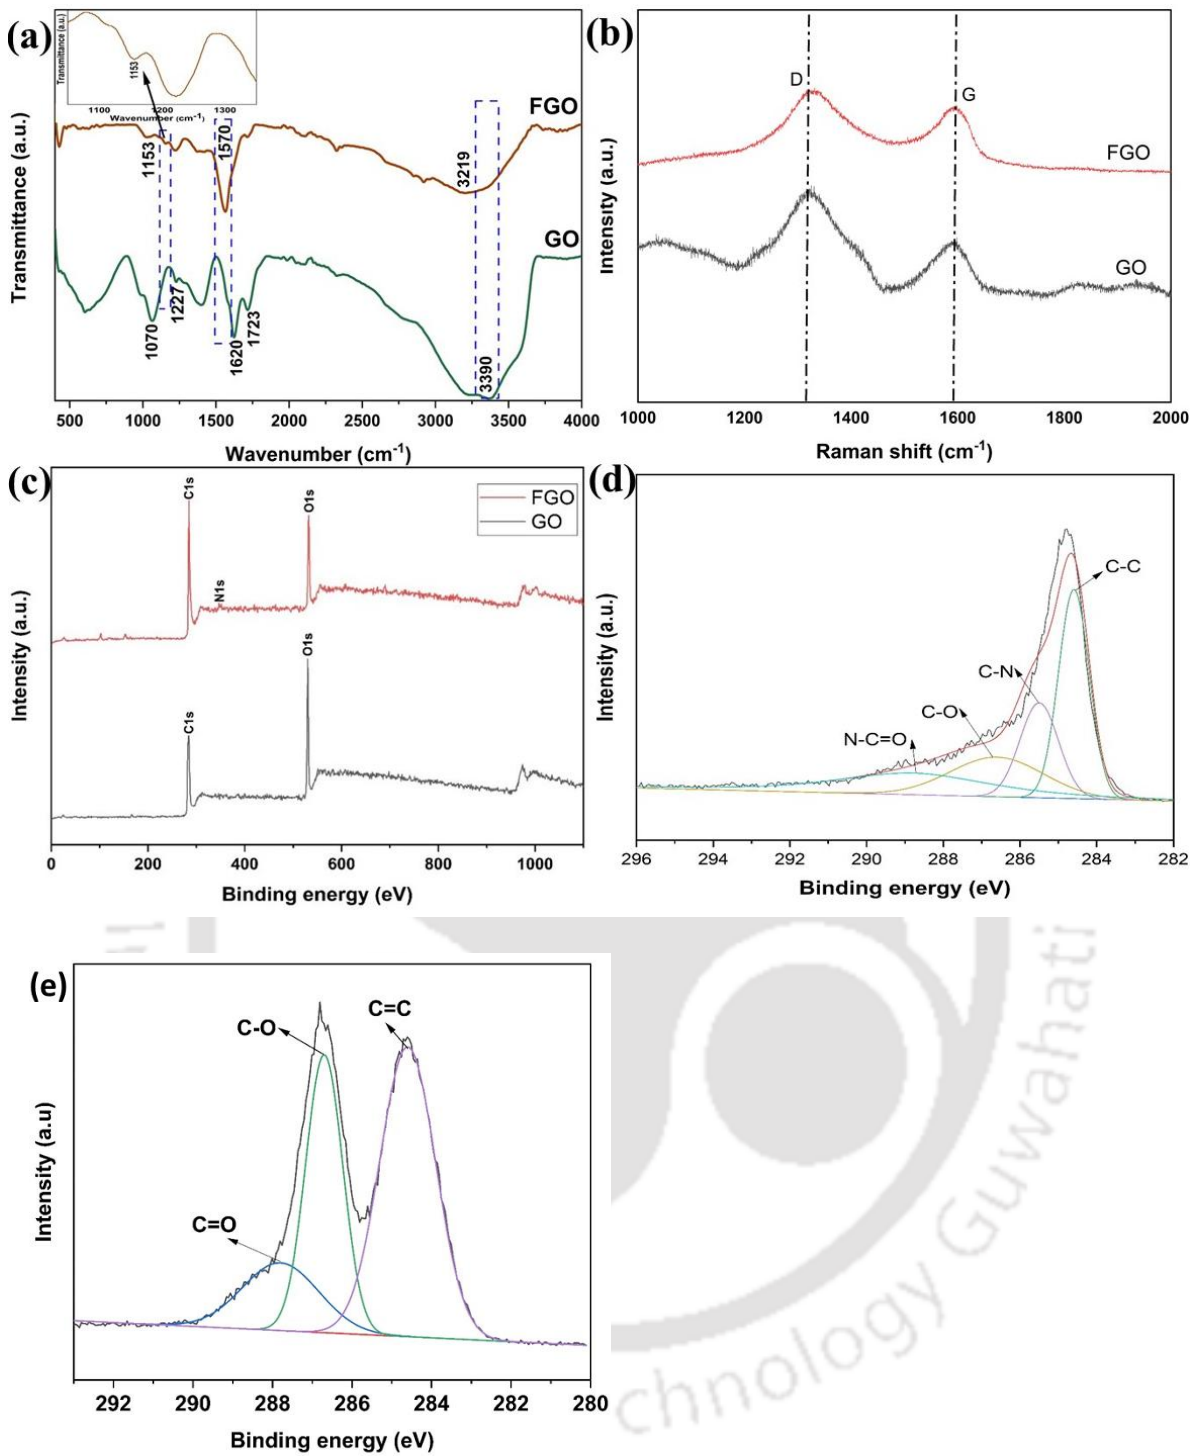 (a)
Transmittance (a.u.)
1153
1100 1200 1300
Wavenumber (cm-1)
FGO
1153
1570
3219
GO
1070
1227
1620
1723
3390
Transmittance (a.u.)
500 1000 1500 2000 2500 3000 3500 4000
Wavenumber (cm-1)
(b)
D
G
FGO
GO
Intensity (a.u.)
1000 1200 1400 1600 1800 2000
Raman shift (cm-1)
(c)
C1s
O1s
FGO
GO
N1s
O1s
C1s
Intensity (a.u.)
0 200 400 600 800 1000
Binding energy (eV)
(d)
C-C
C-N
C-O
N-C=O
Intensity (a.u.)
296 294 292 290 288 286 284 282
Binding energy (eV)
(e)
C=C
C-O
C=O
Intensity (a.u)
292 290 288 286 284 282 280
Binding energy (eV)
chnology Guwahati